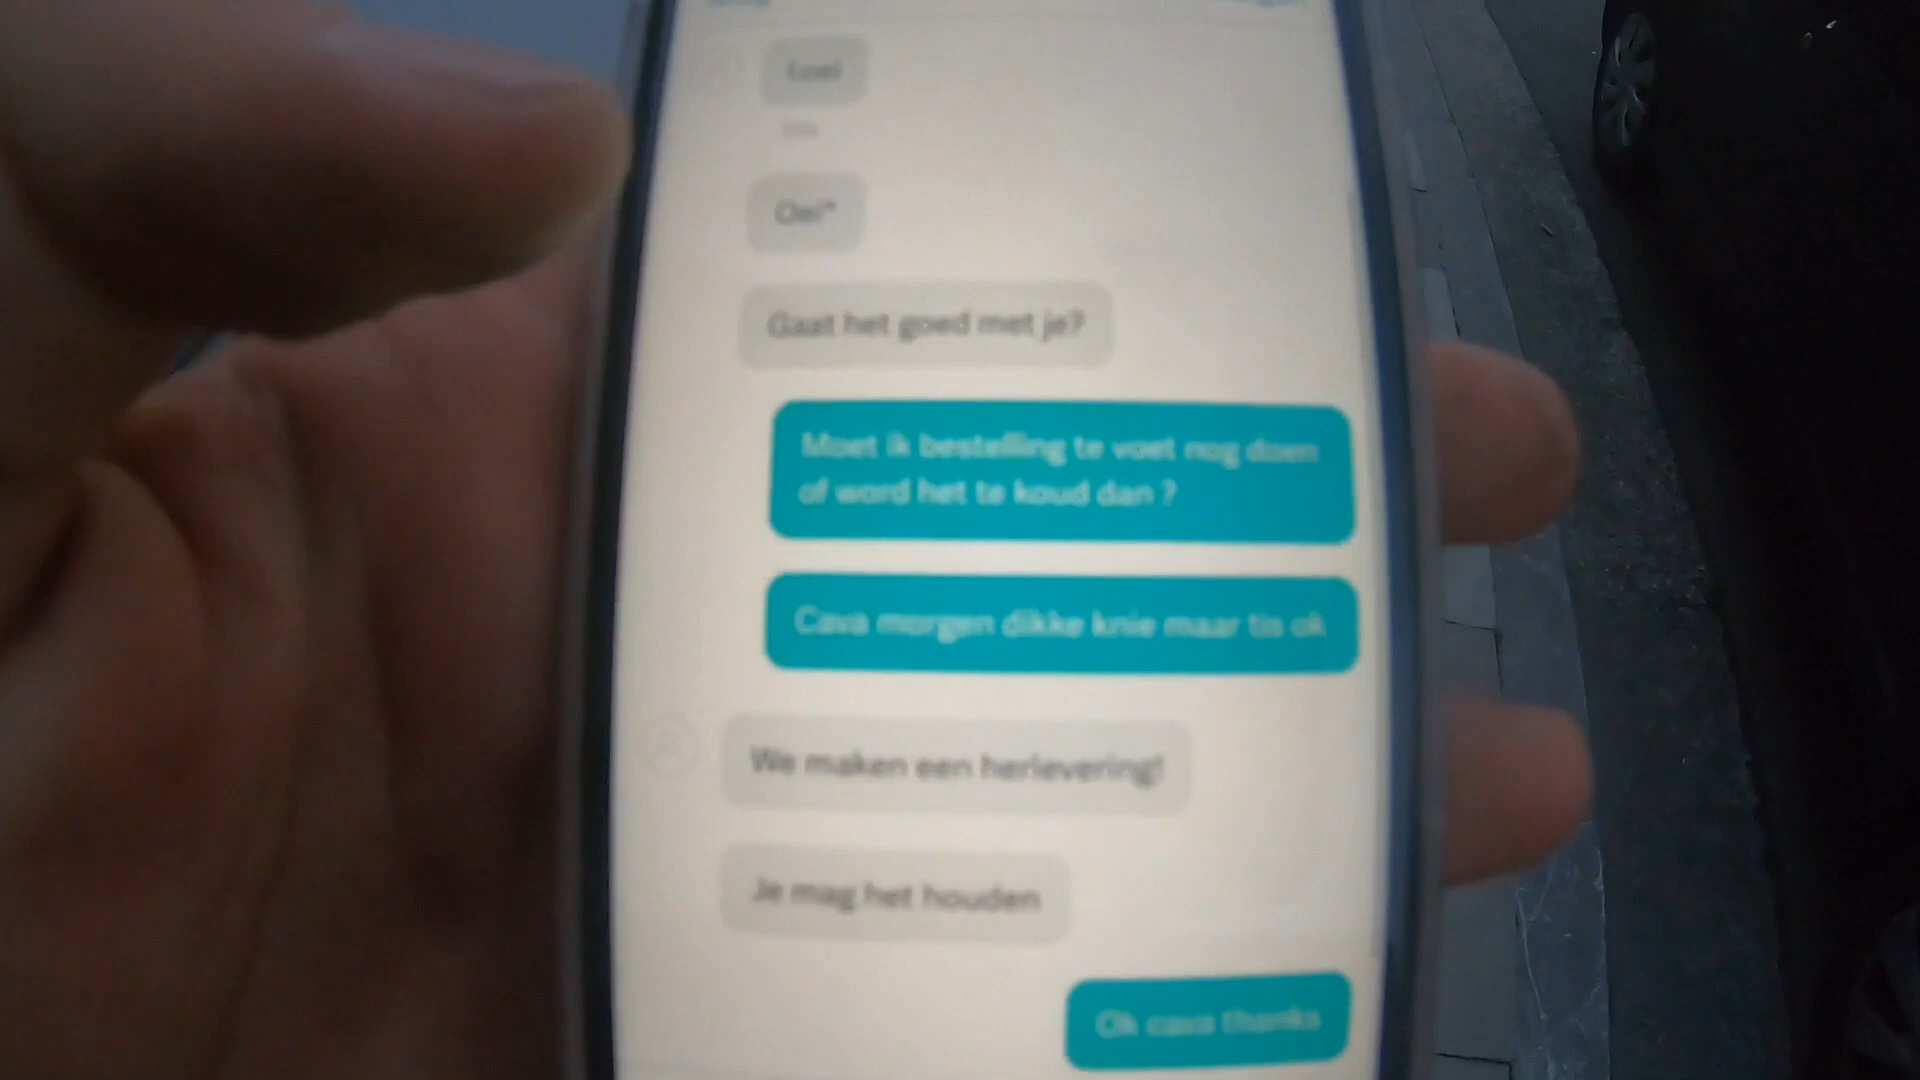 Loei
Oei*
Gaat het goed met je?
Moet ik bestelling te voet nog doen
of word het te koud dan ?
Cava morgen dikke knie maar tis ok
We maken een herlevering!
Je mag het houden
Ok cava thanks